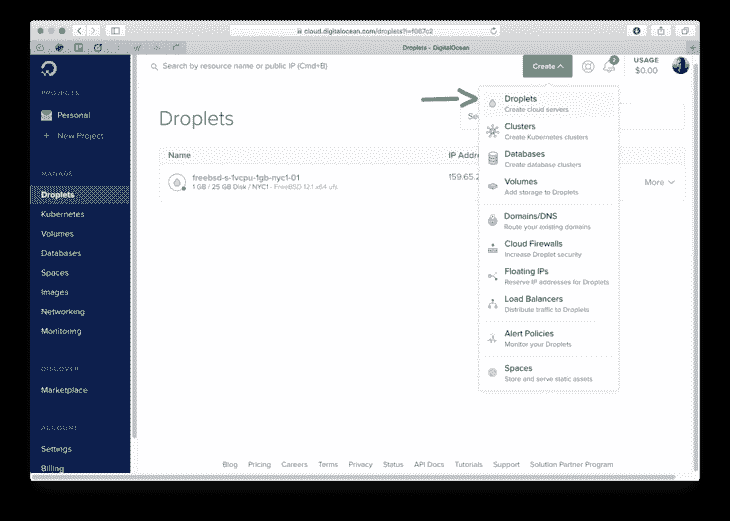 cloud.digitalocean.com/droplets?i=f067c2
Droplets - DigitalOcean
PROJECTS
Personal
+ New Project
MANAGE
Droplets
Kubernetes
Volumes
Databases
Spaces
Images
Networking
Monitoring
DISCOVER
Marketplace
ACCOUNT
Settings
Billing
Search by resource name or public IP (Cmd+B)
Create
2
USAGE
$0.00
Droplets
Name
IP Addre
freebsd-s-1vcpu-1gb-nyc1-01
1 GB / 25 GB Disk / NYC1 - FreeBSD 12.1 x64 ufs
159.65.2
More
Droplets
Create cloud servers
Clusters
Create Kubernetes clusters
Databases
Create database clusters
Volumes
Add storage to Droplets
Domains/DNS
Route your existing domains
Cloud Firewalls
Increase Droplet security
Floating IPs
Reserve IP addresses for Droplets
Load Balancers
Distribute traffic to Droplets
Alert Policies
Monitor your Droplets
Spaces
Store and serve static assets
Blog Pricing Careers Terms Privacy Status API Docs Tutorials Support Solution Partner Program